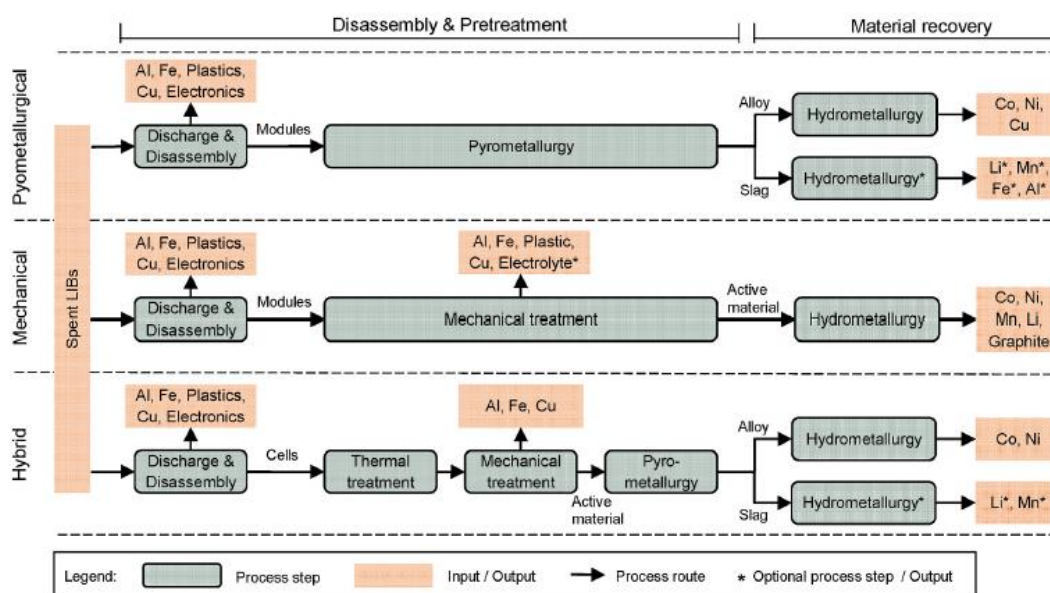 Disassembly & Pretreatment
Material recovery
Pyometallurgical
Spent LIBs
Al, Fe, Plastics,
Cu, Electronics
Discharge &
Disassembly
Modules
Pyrometallurgy
Alloy
Hydrometallurgy
Co, Ni,
Cu
Slag
Hydrometallurgy*
Li*, Mn*,
Fe*, Al*
Mechanical
Al, Fe, Plastics,
Cu, Electronics
Discharge &
Disassembly
Modules
Al, Fe, Plastic,
Cu, Electrolyte*
Mechanical treatment
Active
material
Hydrometallurgy
Co, Ni,
Mn, Li,
Graphite
Hybrid
Al, Fe, Plastics,
Cu, Electronics
Discharge &
Disassembly
Cells
Thermal
treatment
Al, Fe, Cu
Mechanical
treatment
Active
material
Pyro-
metallurgy
Alloy
Hydrometallurgy
Co, Ni
Slag
Hydrometallurgy*
Li*, Mn*
Legend:
Process step
Input / Output
Process route
* Optional process step / Output